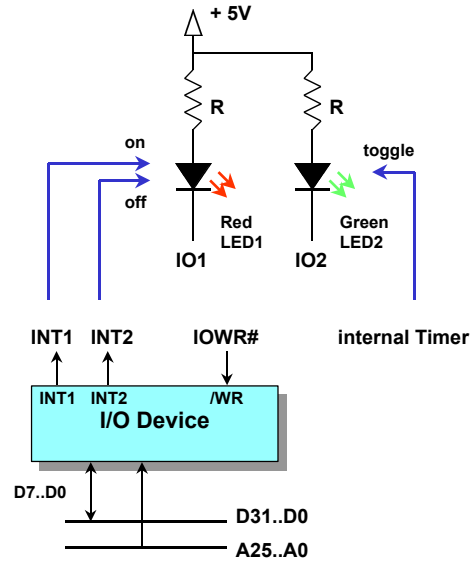 + 5V
R
R
on
toggle
off
Red
LED1
Green
LED2
IO1
IO2
INT1
INT2
IOWR#
internal Timer
INT1
INT2
/WR
I/O Device
D7..D0
D31..D0
A25..A0